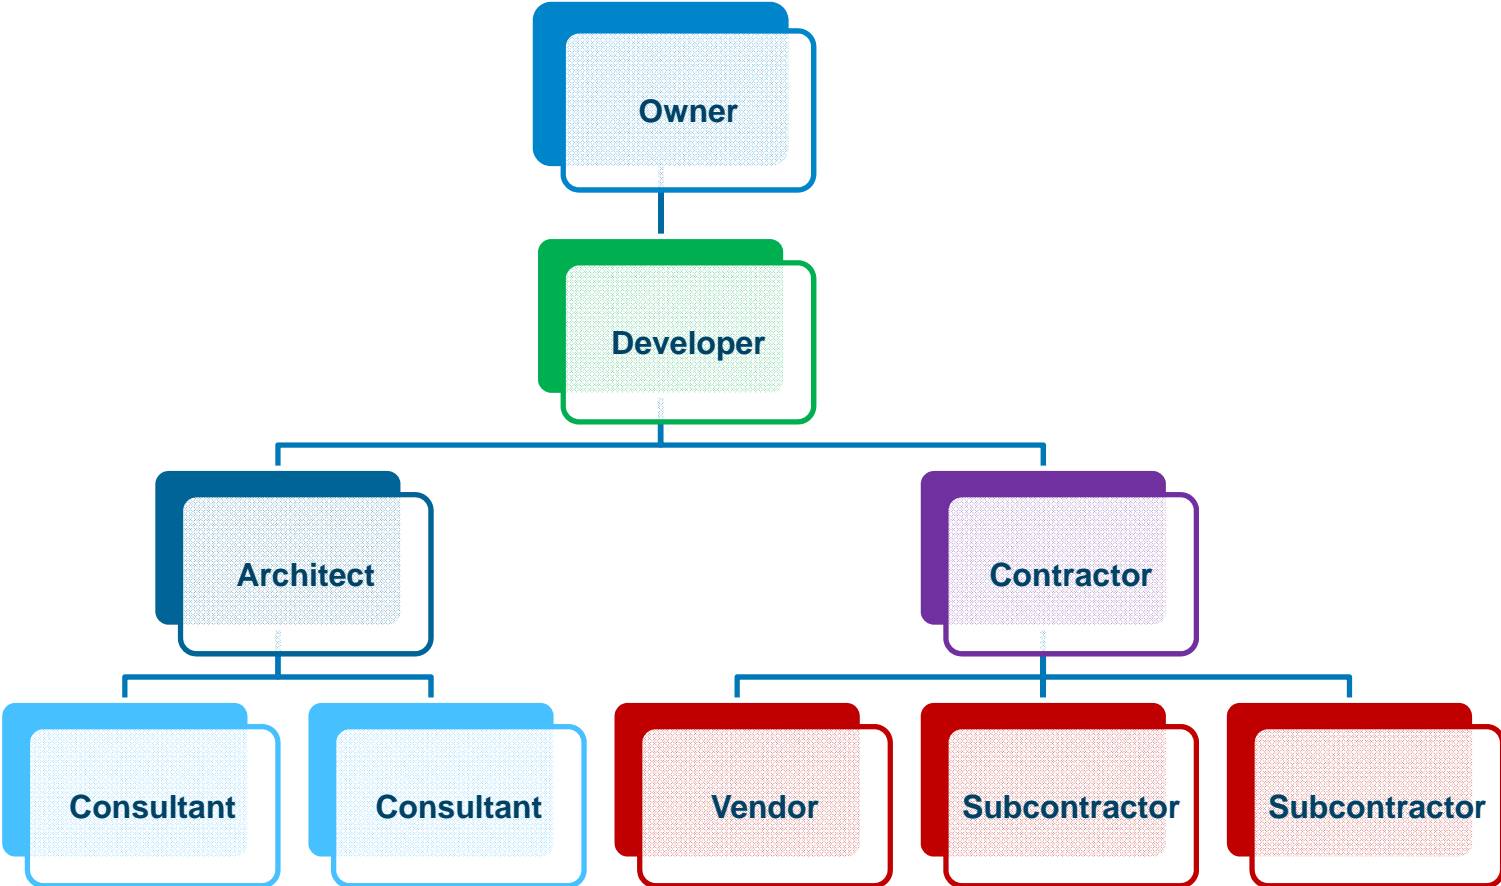 Owner
Developer
Architect
Contractor
Consultant
Consultant
Vendor
Subcontractor
Subcontractor